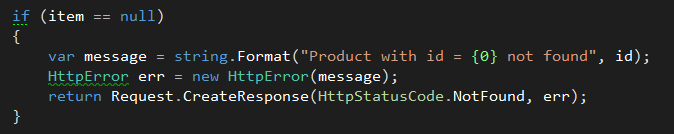 if (item == null)
{
    var message = string.Format("Product with id = {0} not found", id);
    HttpError err = new HttpError(message);
    return Request.CreateResponse(HttpStatusCode.NotFound, err);
}